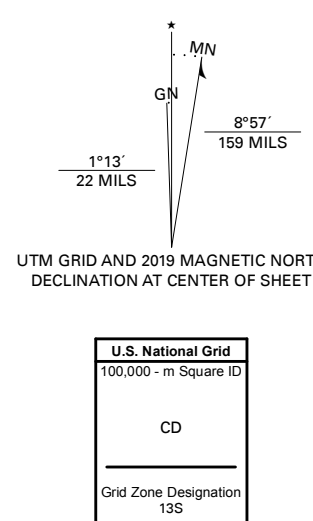 ★
MN
GN
8°57´
159 MILS
1°13´
22 MILS
UTM GRID AND 2019 MAGNETIC NORT
DECLINATION AT CENTER OF SHEET
U.S. National Grid
100,000 - m Square ID
CD
Grid Zone Designation
13S